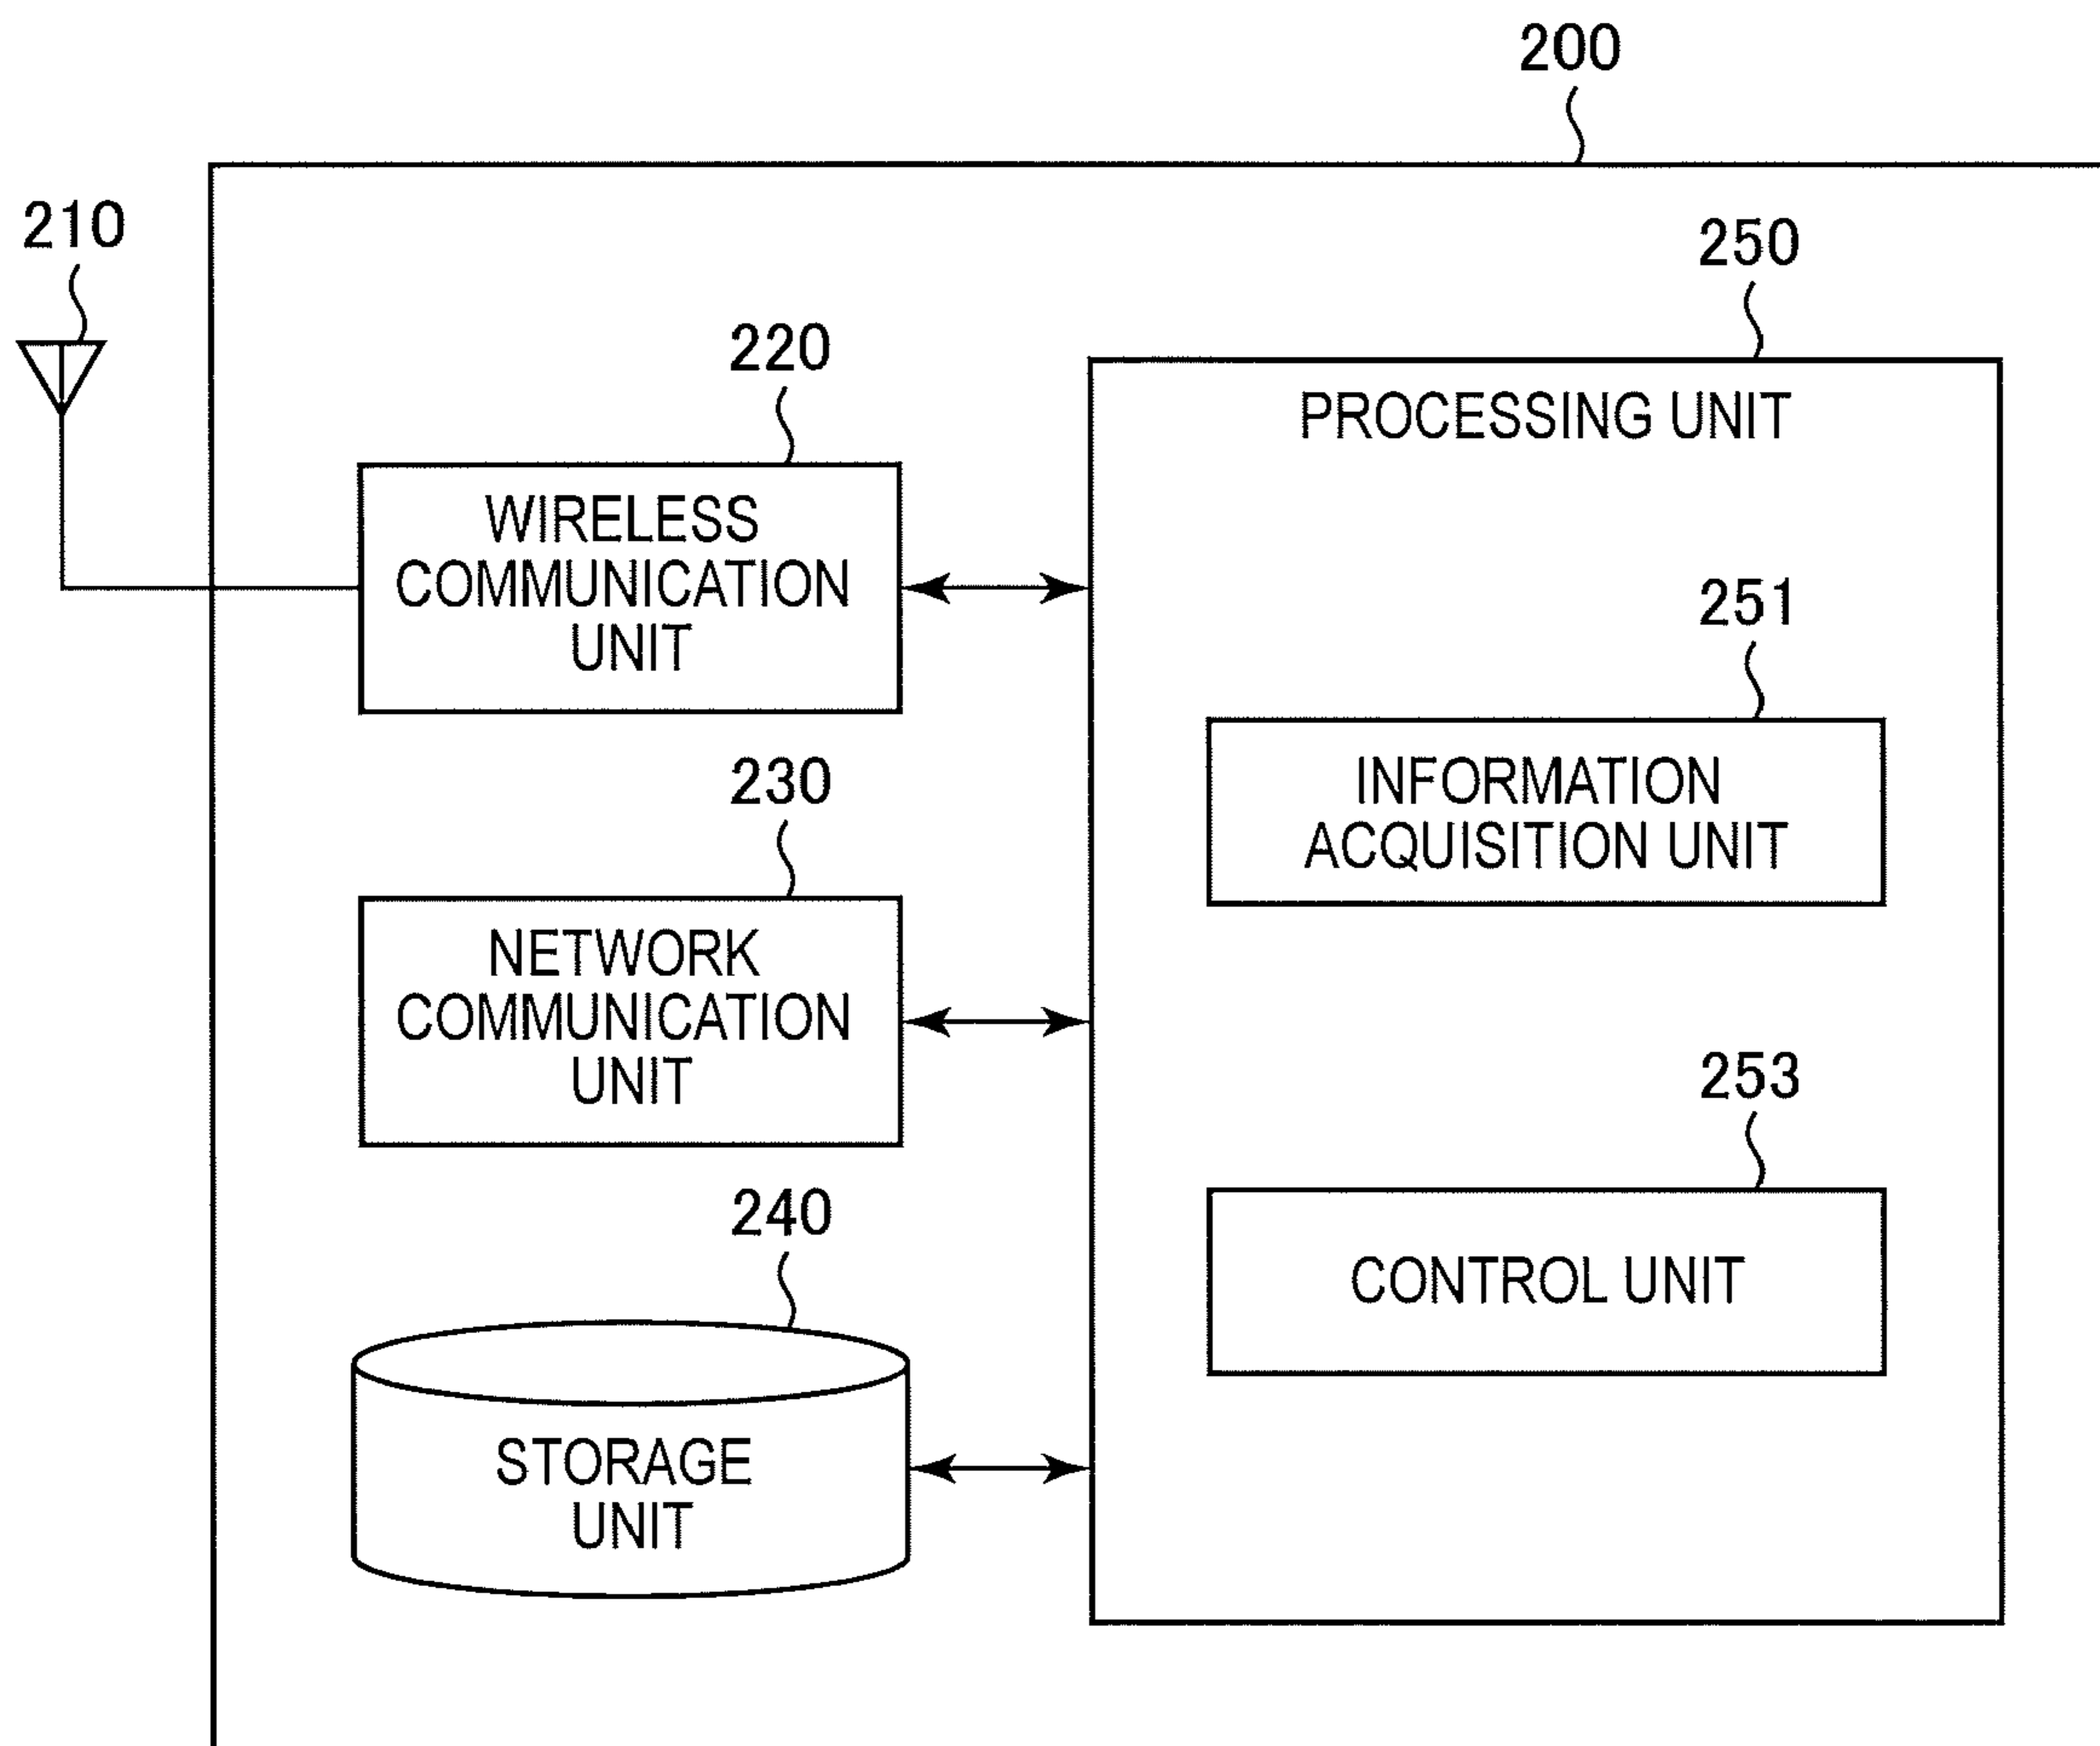 200
210
250
220
PROCESSING UNIT
WIRELESS
COMMUNICATION
UNIT
251
230
INFORMATION
ACQUISITION UNIT
NETWORK
COMMUNICATION
UNIT
253
240
CONTROL UNIT
STORAGE
UNIT